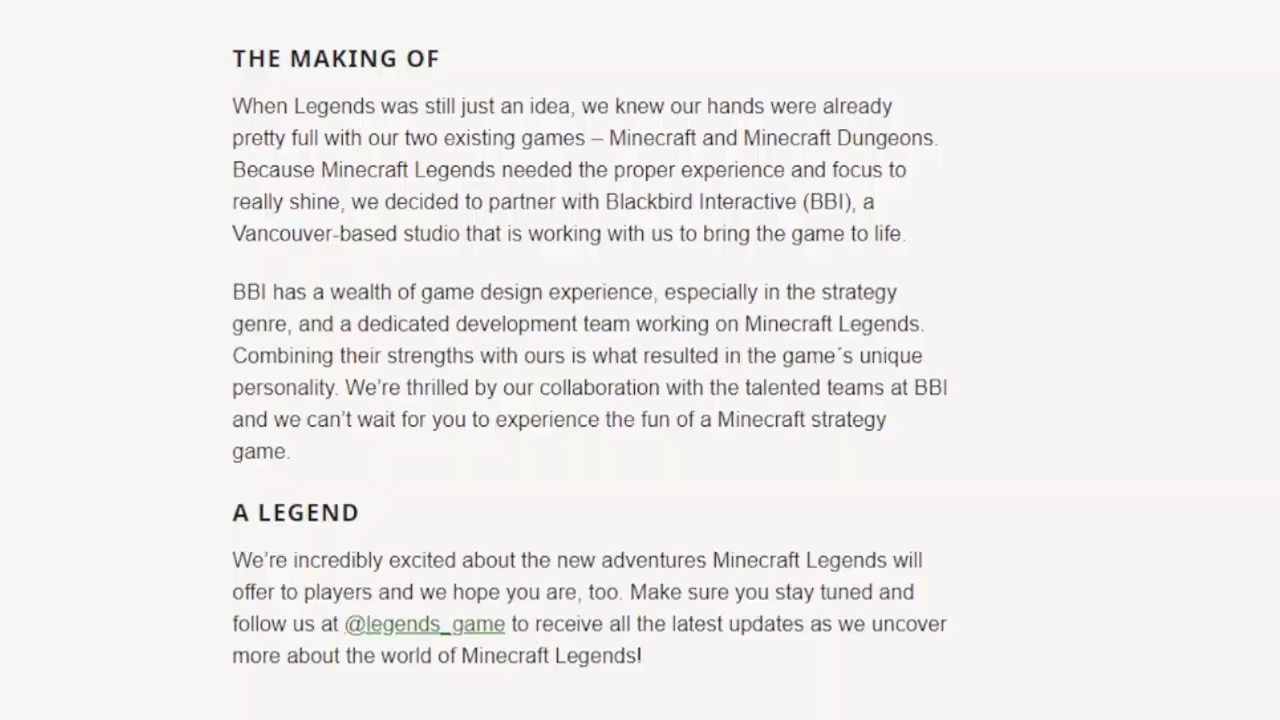 THE MAKING OF
When Legends was still just an idea, we knew our hands were already
pretty full with our two existing games – Minecraft and Minecraft Dungeons.
Because Minecraft Legends needed the proper experience and focus to
really shine, we decided to partner with Blackbird Interactive (BBI), a
Vancouver-based studio that is working with us to bring the game to life.
BBI has a wealth of game design experience, especially in the strategy
genre, and a dedicated development team working on Minecraft Legends.
Combining their strengths with ours is what resulted in the game´s unique
personality. We’re thrilled by our collaboration with the talented teams at BBI
and we can’t wait for you to experience the fun of a Minecraft strategy
game.
A LEGEND
We’re incredibly excited about the new adventures Minecraft Legends will
offer to players and we hope you are, too. Make sure you stay tuned and
follow us at @legends_game to receive all the latest updates as we uncover
more about the world of Minecraft Legends!